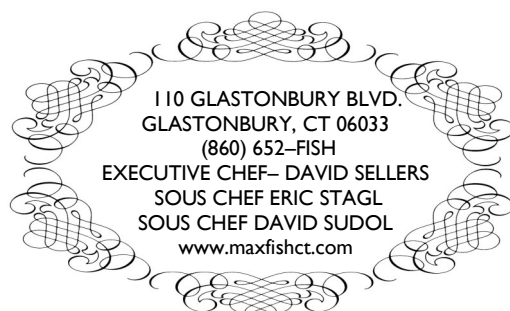 110 GLASTONBURY BLVD.
GLASTONBURY, CT 06033
(860) 652–FISH
EXECUTIVE CHEF– DAVID SELLERS
SOUS CHEF ERIC STAGL
SOUS CHEF DAVID SUDOL
www.maxfishct.com